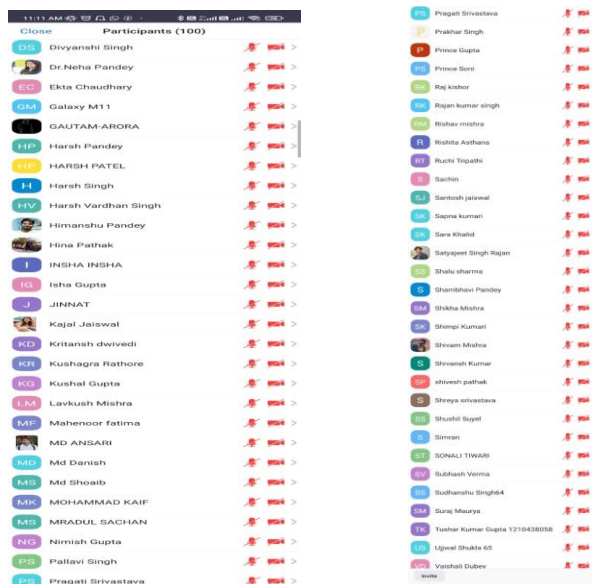 11:11 AM
Close Participants (100)
DS Divyanshi Singh
Dr.Neha Pandey
EC Ekta Chaudhary
GM Galaxy M11
GAUTAM-ARORA
HP Harsh Pandey
HP HARSH PATEL
H Harsh Singh
HV Harsh Vardhan Singh
Himanshu Pandey
Hina Pathak
I INSHA INSHA
IG Isha Gupta
J JINNAT
Kajal Jaiswal
KD Kritansh dwivedi
KR Kushagra Rathore
KG Kushal Gupta
LM Lavkush Mishra
MF Mahenoor fatima
MD ANSARI
MD Md Danish
MS Md Shoaib
MK MOHAMMAD KAIF
MS MRADUL SACHAN
NG Nimish Gupta
PS Pallavi Singh
PS Pragati Srivastava
PS Pragati Srivastava
P Prakhar Singh
P Prince Gupta
PS Prince Soni
RK Raj kishor
RK Rajan kumar singh
RM Rishav mishra
R Rishita Asthana
RT Ruchi Tripathi
S Sachin
SJ Santosh jaiswal
SK Sapna kumari
SK Sara Khalid
Satyajeet Singh Rajan
SS Shalu sharma
S Shambhavi Pandey
SM Shikha Mishra
SK Shimpi Kumari
Shivam Mishra
S Shivansh Kumar
SP shivesh pathak
S Shreya srivastava
SS Shushil Suyel
S Simran
ST SONALI TIWARI
SV Subhash Verma
SS Sudhanshu Singh64
SM Suraj Maurya
TK Tushar Kumar Gupta 1210438058
US Ujjwal Shukla 65
VD Vaishali Dubey
Invite